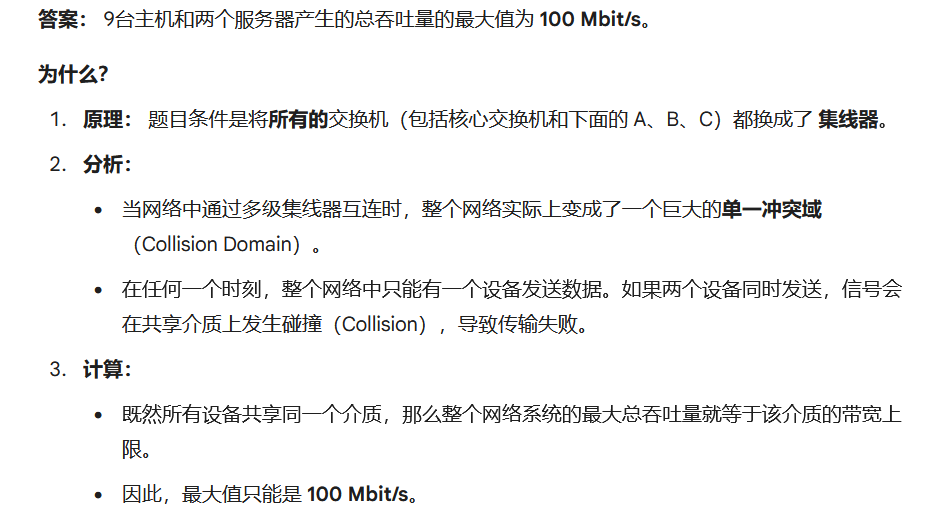 答案： 9台主机和两个服务器产生的总吞吐量的最大值为 100 Mbit/s。
为什么?
1. 原理： 题目条件是将所有的交换机（包括核心交换机和下面的 A、B、C）都换成了 集线器。
2. 分析：
• 当网络中通过多级集线器互连时，整个网络实际上变成了一个巨大的单一冲突域
（Collision Domain）。
• 在任何一个时刻，整个网络中只能有一个设备发送数据。如果两个设备同时发送，信号会
在共享介质上发生碰撞（Collision），导致传输失败。
3. 计算：
• 既然所有设备共享同一个介质，那么整个网络系统的最大总吞吐量就等于该介质的带宽上
限。
• 因此，最大值只能是 100 Mbit/s。